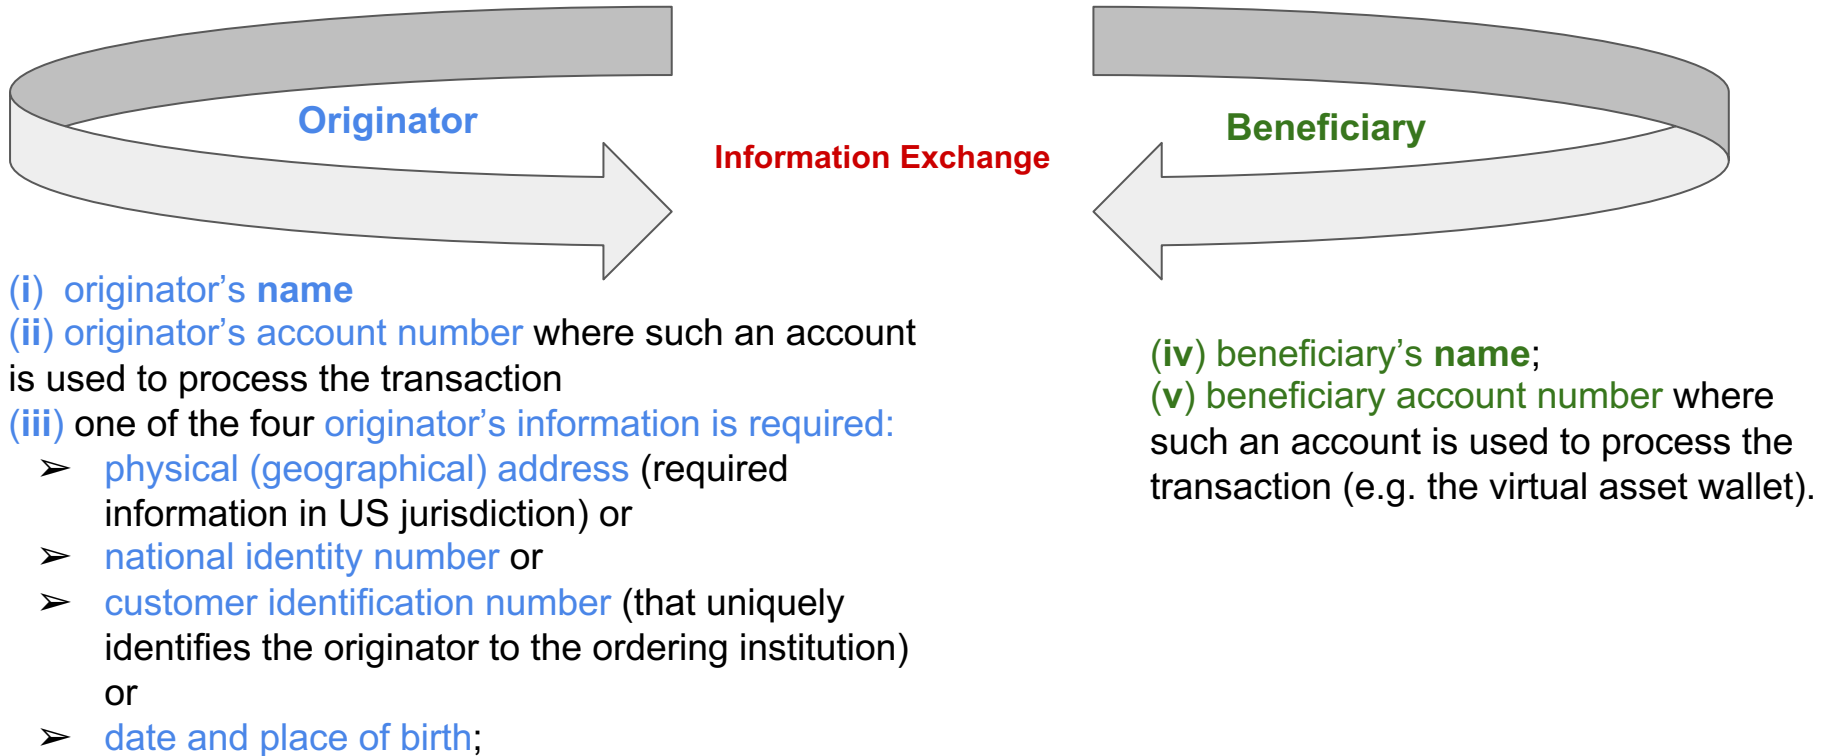 Originator
Information Exchange
Beneficiary
(i)  originator’s name
(ii) originator’s account number where such an account
is used to process the transaction
(iii) one of the four originator’s information is required:
➢ physical (geographical) address (required
information in US jurisdiction) or
➢ national identity number or
➢ customer identification number (that uniquely
identifies the originator to the ordering institution)
or
➢ date and place of birth;
(iv) beneficiary’s name;
(v) beneficiary account number where
such an account is used to process the
transaction (e.g. the virtual asset wallet).